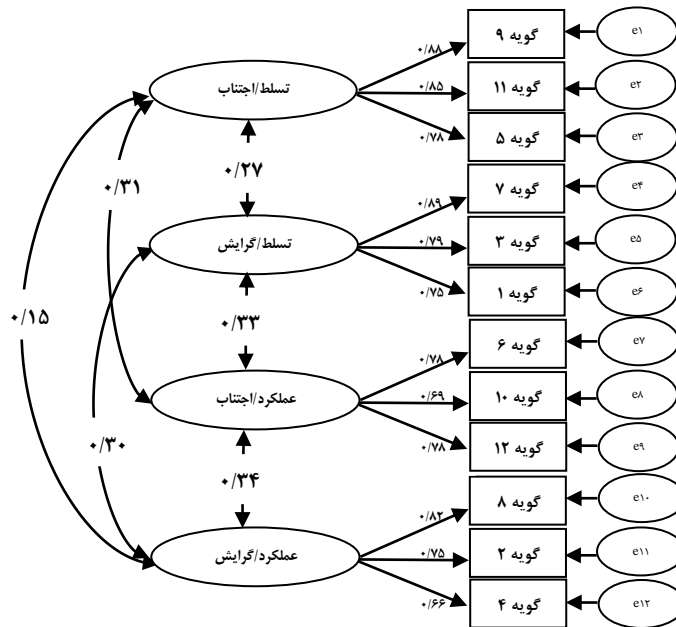 گویه ۹
e۱
۰/۸۸
تسلط/اجتناب
۰/۸۵
گویه ۱۱
e۲
۰/۷۸
گویه ۵
e۳
۰/۲۷
۰/۳۱
گویه ۷
e۴
۰/۸۹
تسلط/گرایش
۰/۷۹
گویه ۳
e۵
۰/۷۵
گویه ۱
e۶
۰/۱۵
۰/۳۳
گویه ۶
e۷
۰/۷۸
عملکرد/اجتناب
۰/۶۹
گویه ۱۰
e۸
۰/۷۸
گویه ۱۲
e۹
۰/۳۰
۰/۳۴
گویه ۸
e۱۰
۰/۸۲
عملکرد/گرایش
۰/۷۵
گویه ۲
e۱۱
۰/۶۶
گویه ۴
e۱۲